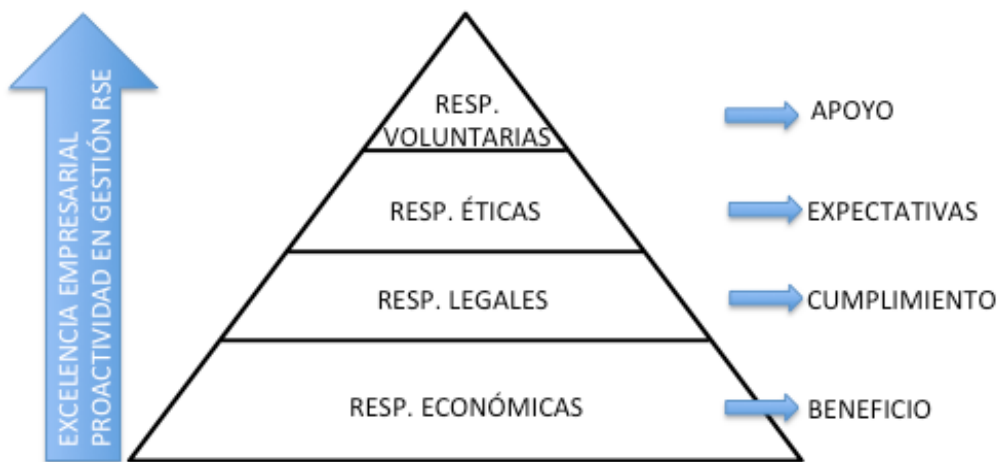 EXCELENCIA EMPRESARIAL
PROACTIVIDAD EN GESTIÓN RSE
RESP.
VOLUNTARIAS
APOYO
RESP. ÉTICAS
EXPECTATIVAS
RESP. LEGALES
CUMPLIMIENTO
RESP. ECONÓMICAS
BENEFICIO